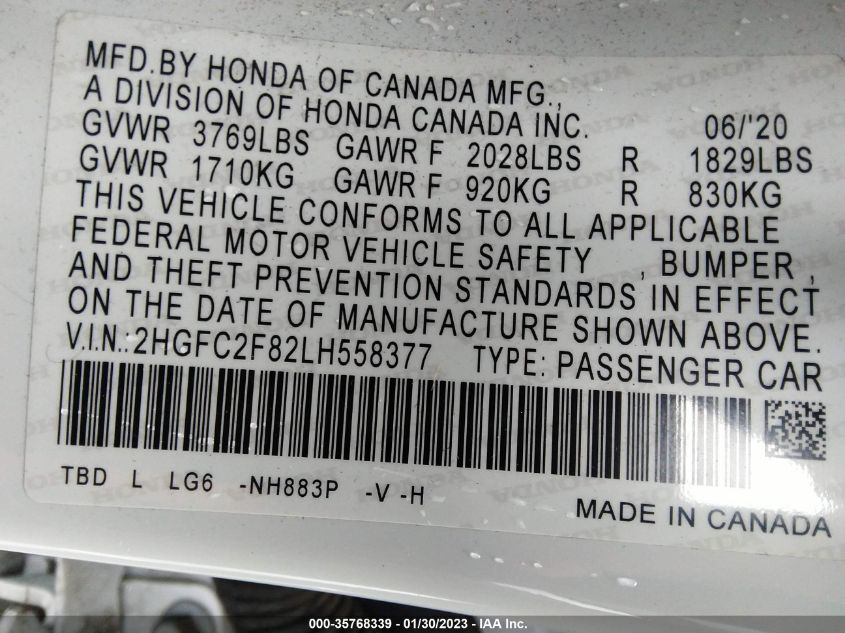 MFD.BY HONDA OF CANADA MFG.,
A DIVISION OF HONDA CANADA INC. 06/'20
GVWR 3769LBS GAWR F 2028LBS R 1829LBS
GVWR 1710KG GAWR F 920KG R 830KG
THIS VEHICLE CONFORMS TO ALL APPLICABLE
FEDERAL MOTOR VEHICLE SAFETY , BUMPER ,
AND THEFT PREVENTION STANDARDS IN EFFECT
ON THE DATE OF MANUFACTURE SHOWN ABOVE.
V.I.N.:2HGFC2F82LH558377 TYPE: PASSENGER CAR
TBD L LG6 -NH883P -V -H
MADE IN CANADA
000-35768339 - 01/30/2023 - IAA Inc.